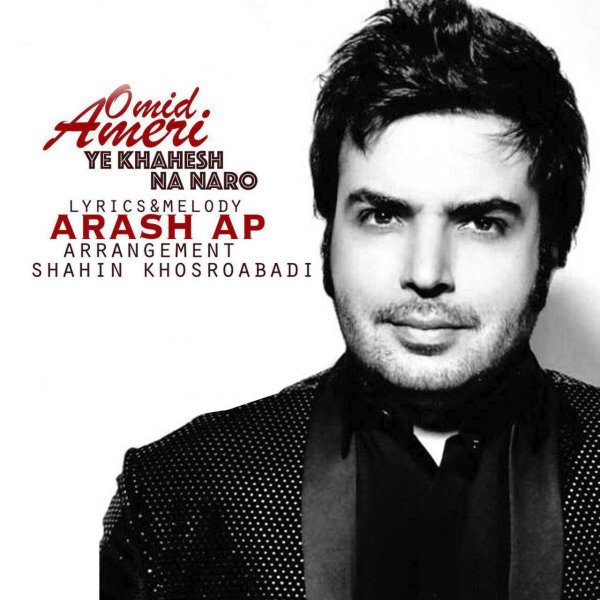 Omid
Ameri
YE KHAHESH
NA NARO
LYRICS&MELODY
ARASH AP
ARRANGEMENT
SHAHIN KHOSROABADI